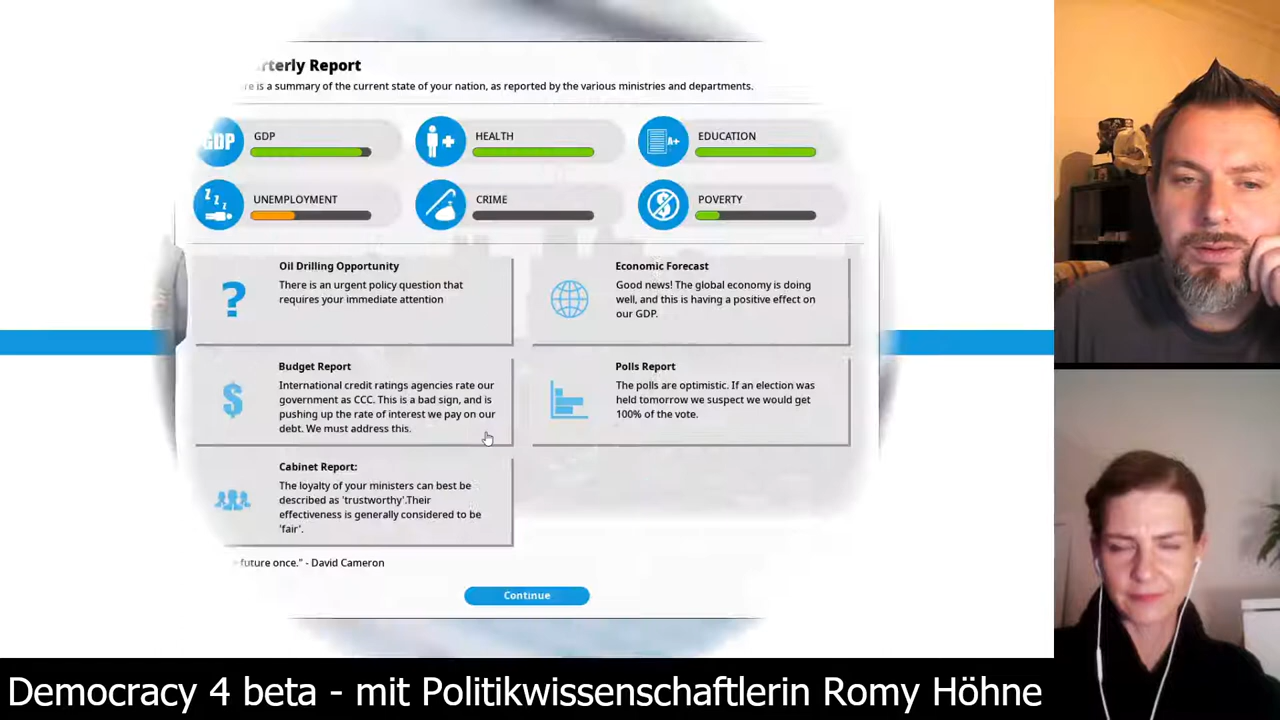 rterly Report
re is a summary of the current state of your nation, as reported by the various ministries and departments.
GDP
GDP
HEALTH
A+
EDUCATION
Z Z Z
UNEMPLOYMENT
CRIME
$
POVERTY
?
Oil Drilling Opportunity
There is an urgent policy question that
requires your immediate attention
Economic Forecast
Good news! The global economy is doing
well, and this is having a positive effect on
our GDP.
$
Budget Report
International credit ratings agencies rate our
government as CCC. This is a bad sign, and is
pushing up the rate of interest we pay on our
debt. We must address this.
Polls Report
The polls are optimistic. If an election was
held tomorrow we suspect we would get
100% of the vote.
Cabinet Report:
The loyalty of your ministers can best be
described as 'trustworthy'.Their
effectiveness is generally considered to be
'fair'.
future once." - David Cameron
Continue
Democracy 4 beta - mit Politikwissenschaftlerin Romy Höhne